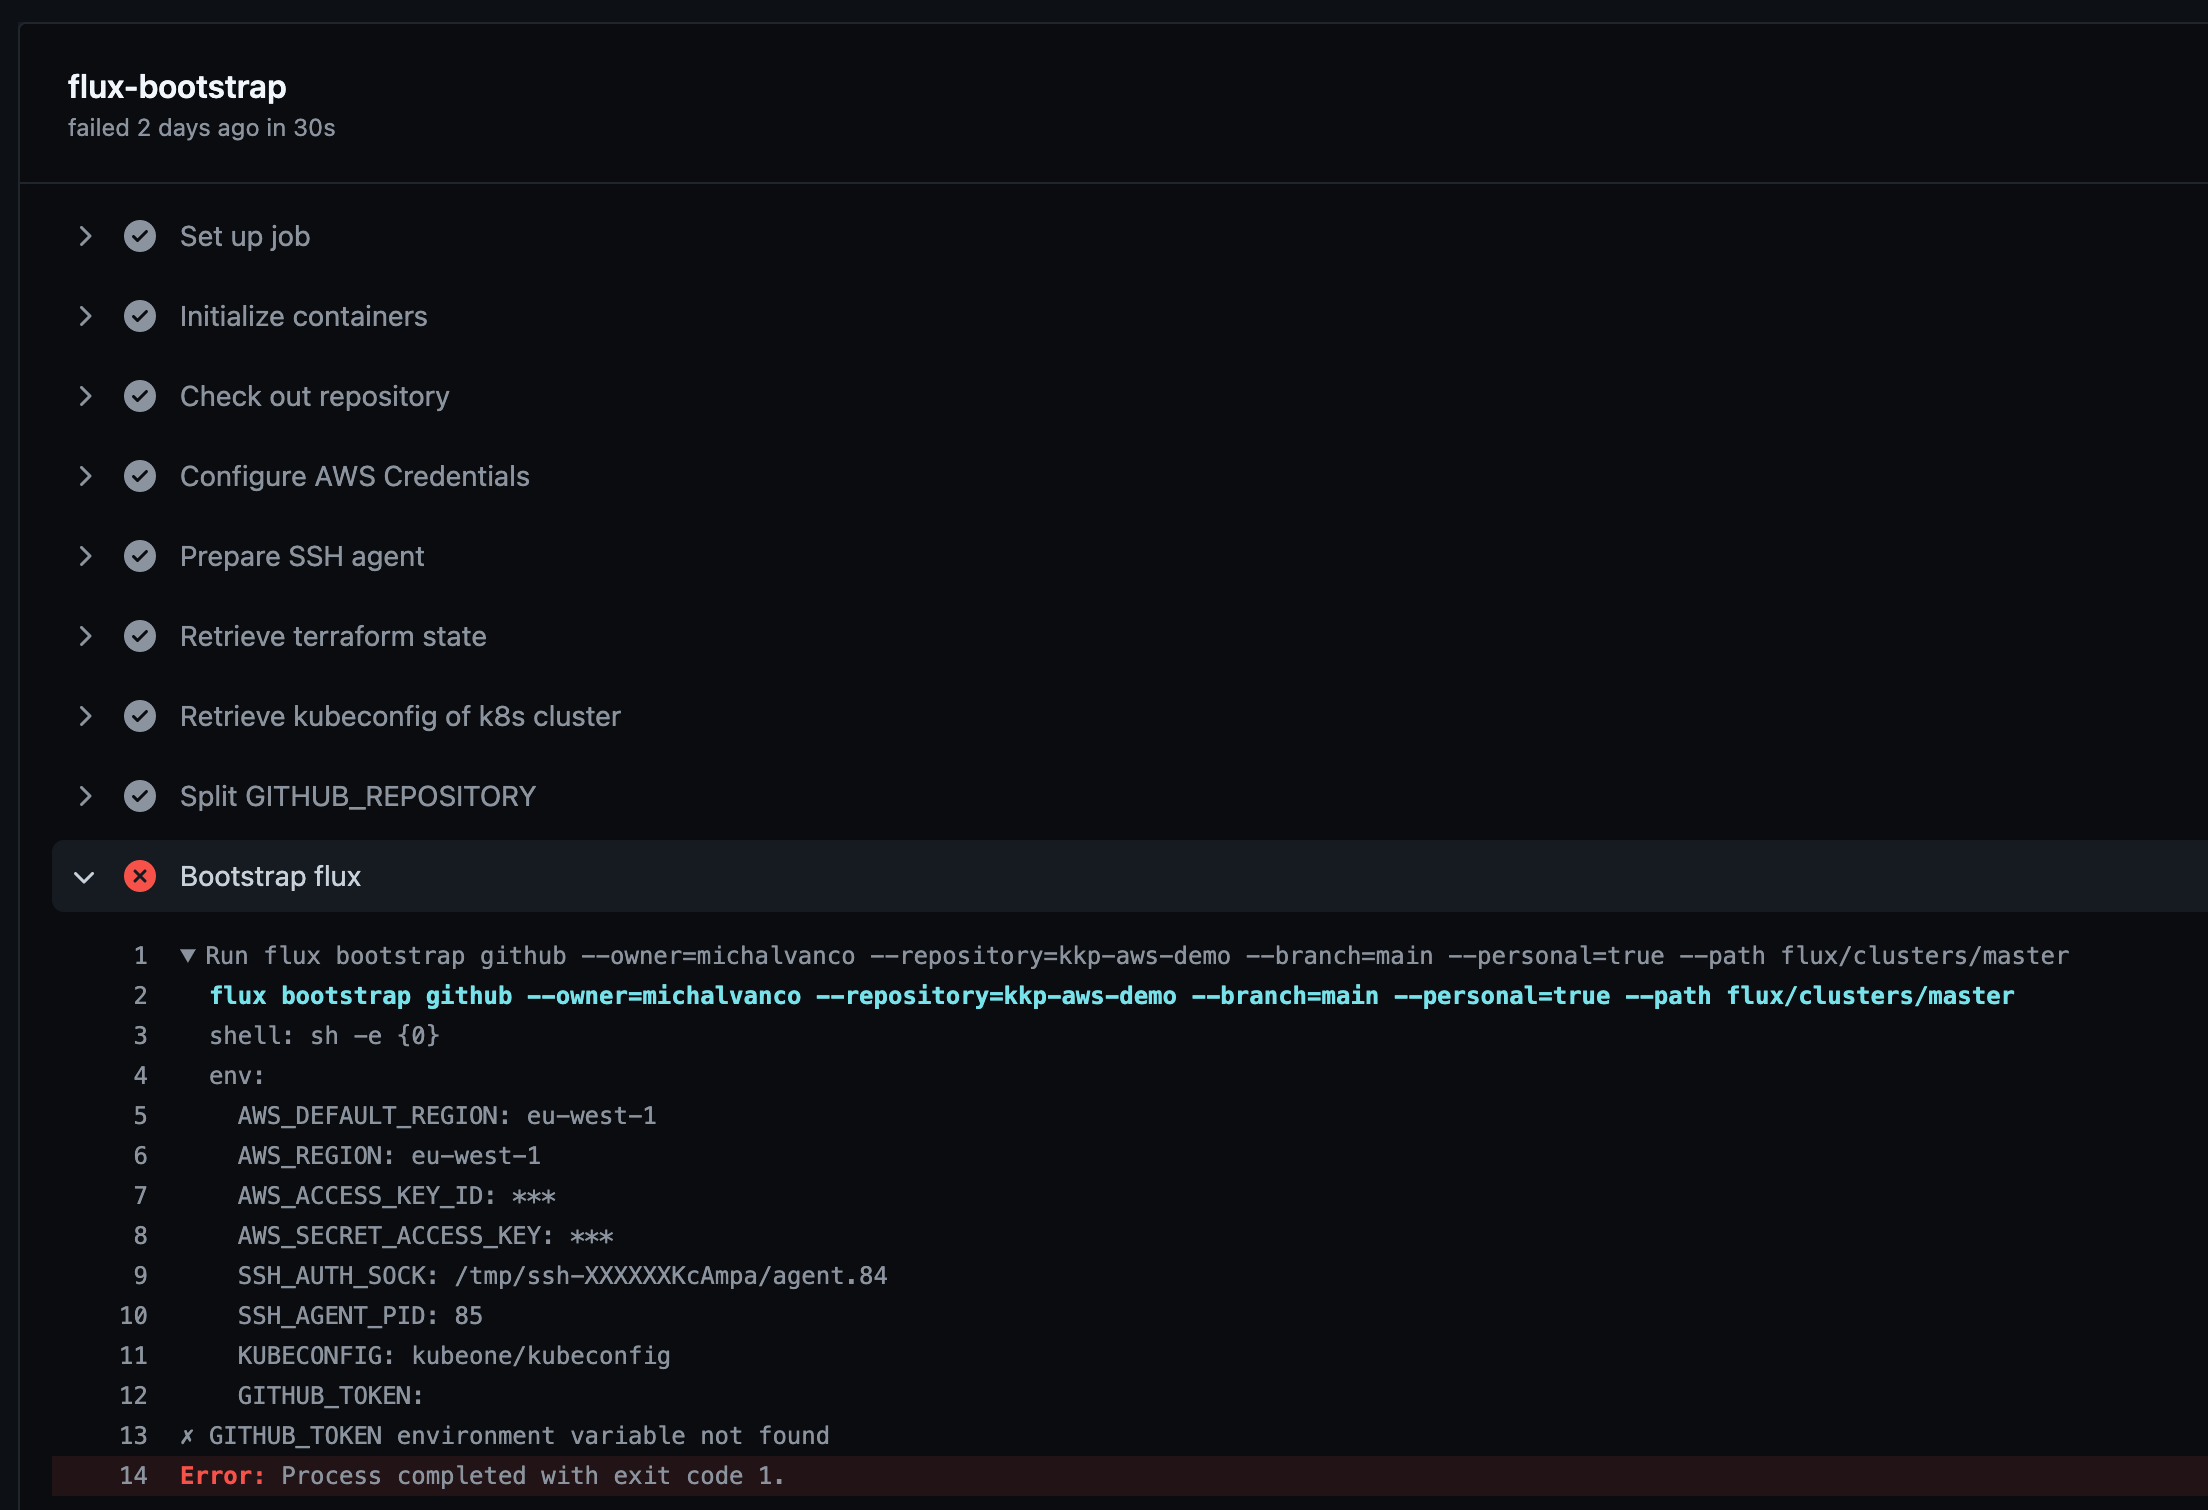 flux-bootstrap
failed 2 days ago in 30s
Set up job
Initialize containers
Check out repository
Configure AWS Credentials
Prepare SSH agent
Retrieve terraform state
Retrieve kubeconfig of k8s cluster
Split GITHUB_REPOSITORY
Bootstrap flux
1 ▼ Run flux bootstrap github --owner=michalvanco --repository=kkp-aws-demo --branch=main --personal=true --path flux/clusters/master
2 flux bootstrap github --owner=michalvanco --repository=kkp-aws-demo --branch=main --personal=true --path flux/clusters/master
3 shell: sh -e {0}
4 env:
5 AWS_DEFAULT_REGION: eu-west-1
6 AWS_REGION: eu-west-1
7 AWS_ACCESS_KEY_ID: ***
8 AWS_SECRET_ACCESS_KEY: ***
9 SSH_AUTH_SOCK: /tmp/ssh-XXXXXXKcAmpa/agent.84
10 SSH_AGENT_PID: 85
11 KUBECONFIG: kubeone/kubeconfig
12 GITHUB_TOKEN:
13 ✗ GITHUB_TOKEN environment variable not found
14 Error: Process completed with exit code 1.